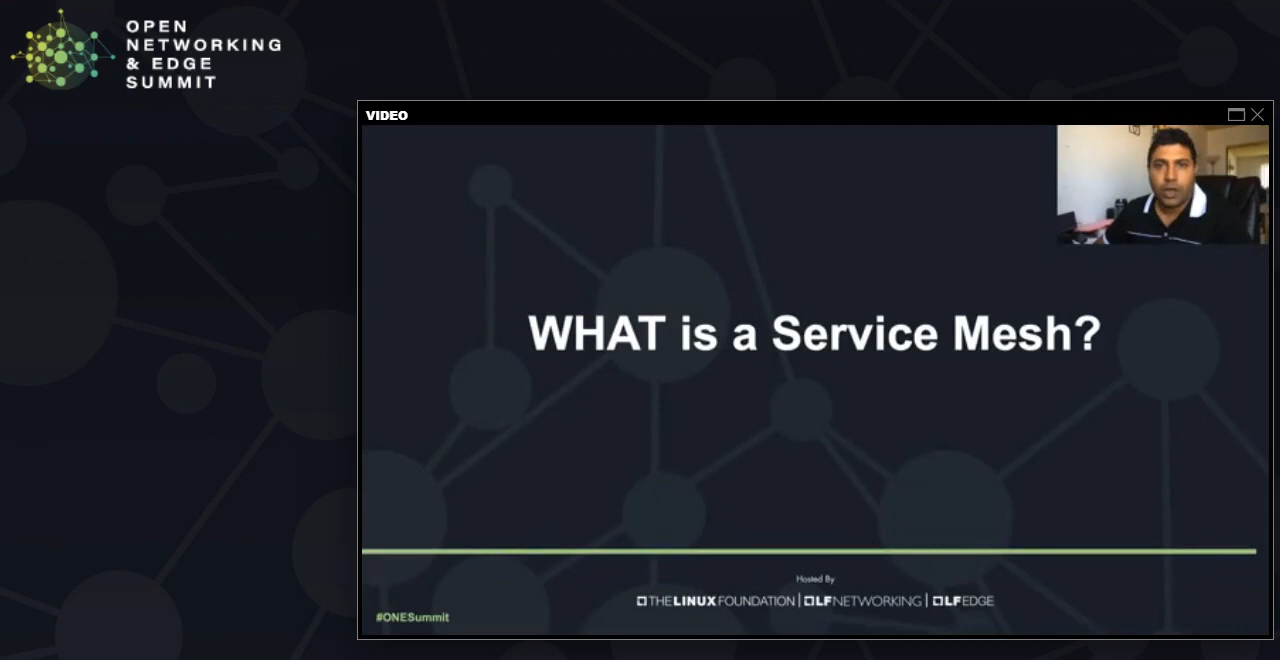 OPEN
NETWORKING
& EDGE
SUMMIT
VIDEO
WHAT is a Service Mesh?
Hosted By
THE LINUX FOUNDATION | LF NETWORKING | LF EDGE
#ONESummit